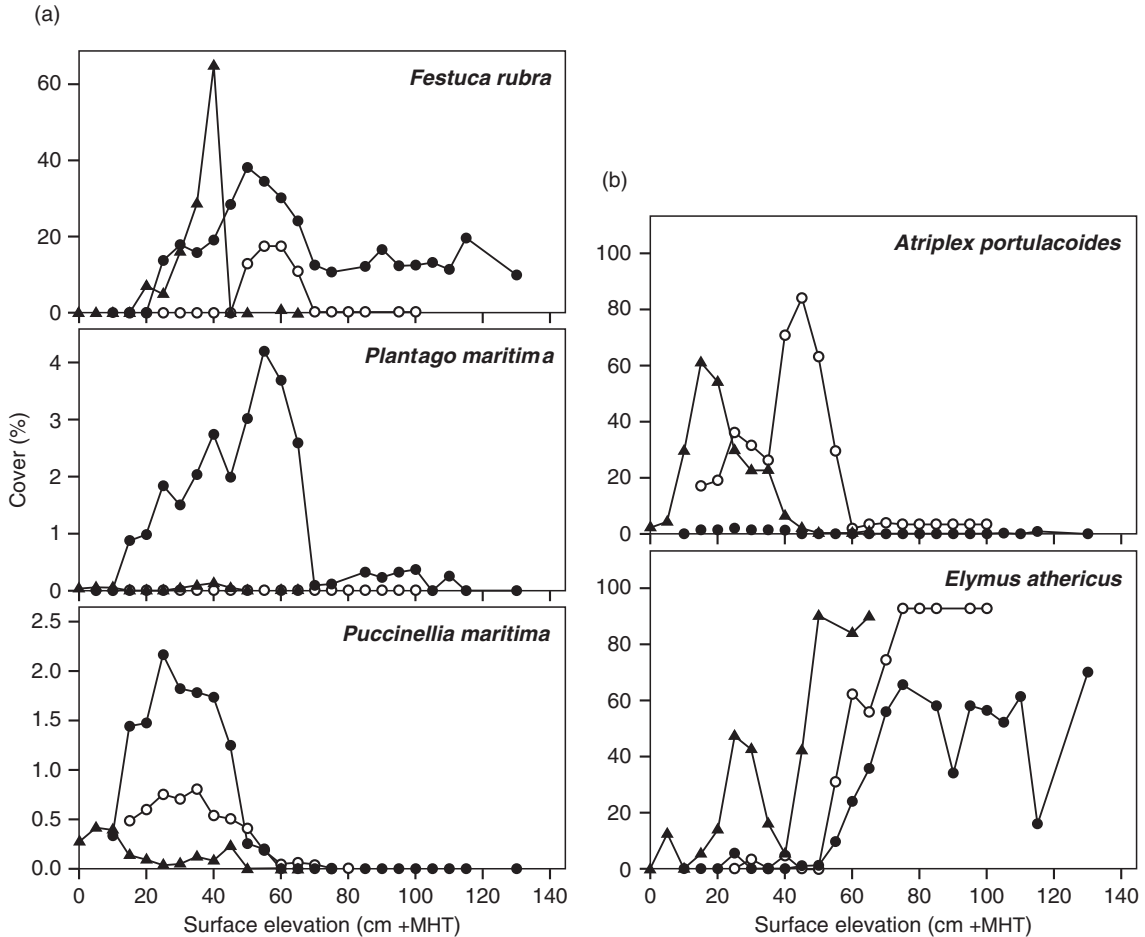 (a)
Festuca rubra
60
40
20
0
Plantago maritima
4
3
2
1
0
Cover (%)
Puccinellia maritima
2.5
2.0
1.5
1.0
0.5
0.0
0 20 40 60 80 100 120 140
Surface elevation (cm +MHT)
(b)
Atriplex portulacoides
100
80
60
40
20
0
Elymus athericus
100
80
60
40
20
0
0 20 40 60 80 100 120 140
Surface elevation (cm +MHT)